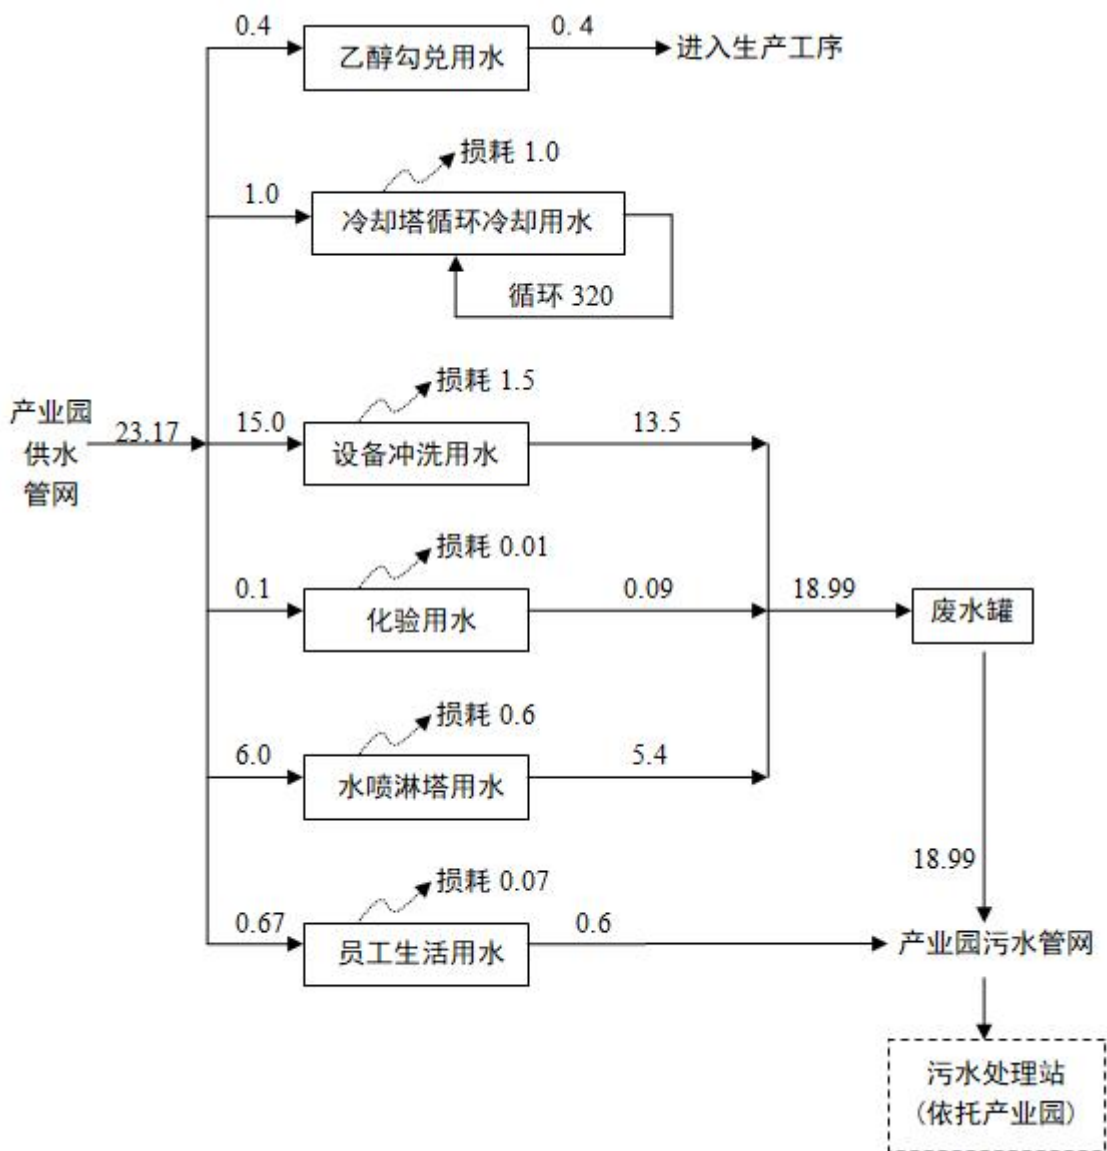 0.4
乙醇勾兑用水
0.4
进入生产工序
损耗 1.0
1.0
冷却塔循环冷却用水
循环 320
产业园
供水
管网
23.17
损耗 1.5
15.0
设备冲洗用水
13.5
损耗 0.01
0.1
化验用水
0.09
18.99
废水罐
损耗 0.6
6.0
水喷淋塔用水
5.4
18.99
损耗 0.07
0.67
员工生活用水
0.6
产业园污水管网
污水处理站
(依托产业园)